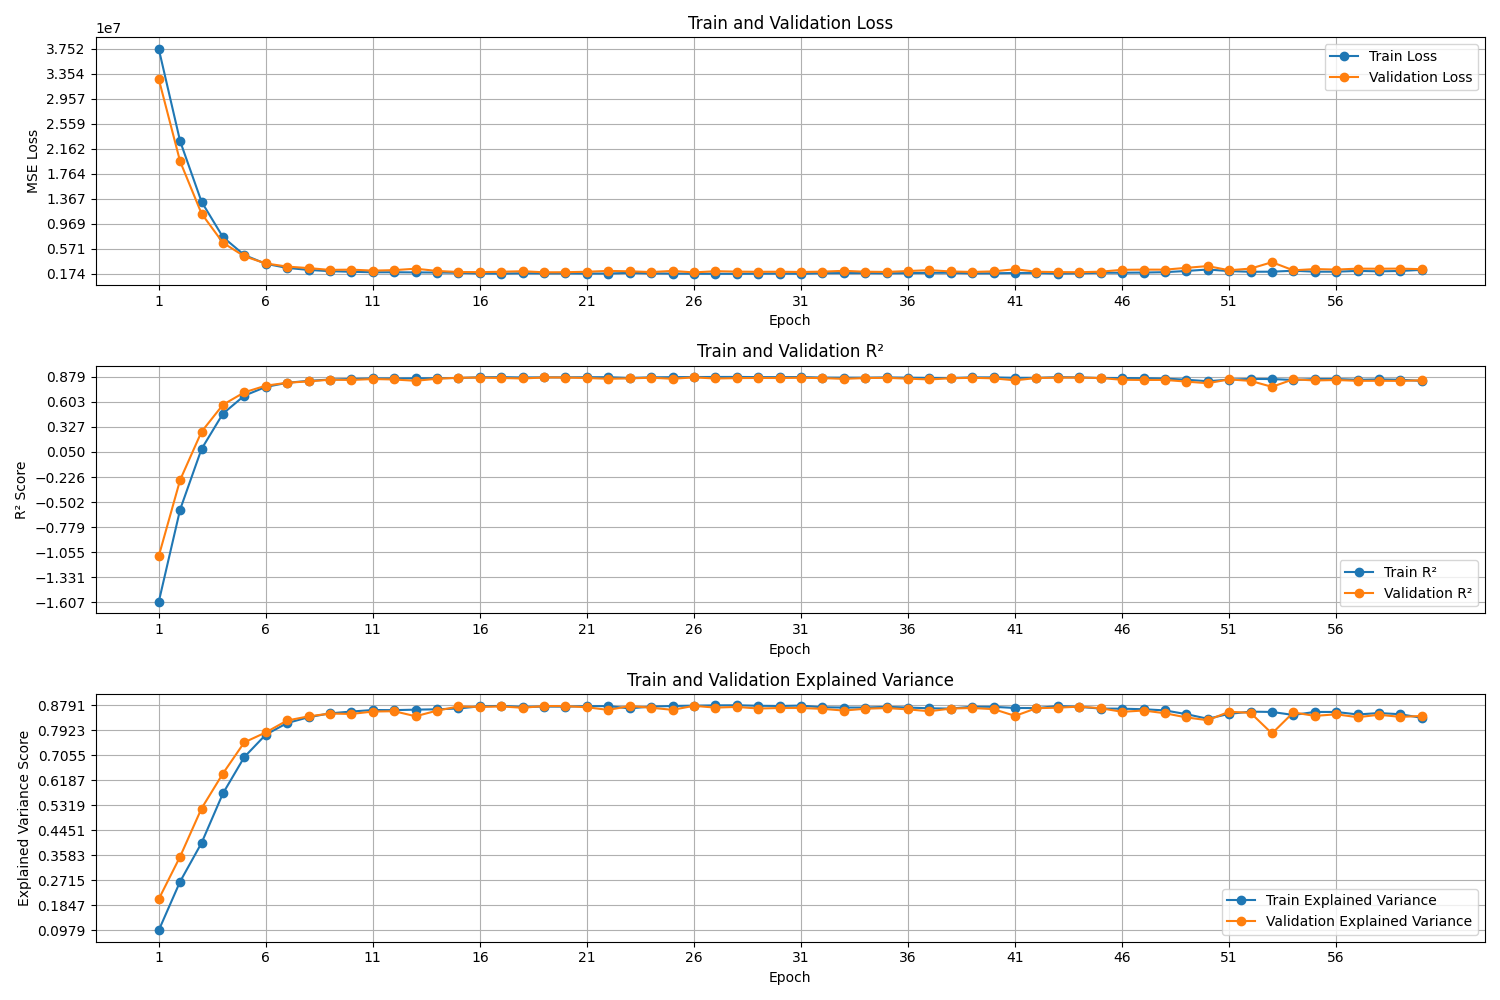 Train and Validation Loss
1e7
3.752
3.354
2.957
2.559
2.162
1.764
1.367
0.969
0.571
0.174
MSE Loss
Train Loss
Validation Loss
1 6 11 16 21 26 31 36 41 46 51 56
Epoch
Train and Validation R²
0.879
0.603
0.327
0.050
−0.226
−0.502
−0.779
−1.055
−1.331
−1.607
R² Score
Train R²
Validation R²
1 6 11 16 21 26 31 36 41 46 51 56
Epoch
Train and Validation Explained Variance
0.8791
0.7923
0.7055
0.6187
0.5319
0.4451
0.3583
0.2715
0.1847
0.0979
Explained Variance Score
Train Explained Variance
Validation Explained Variance
1 6 11 16 21 26 31 36 41 46 51 56
Epoch